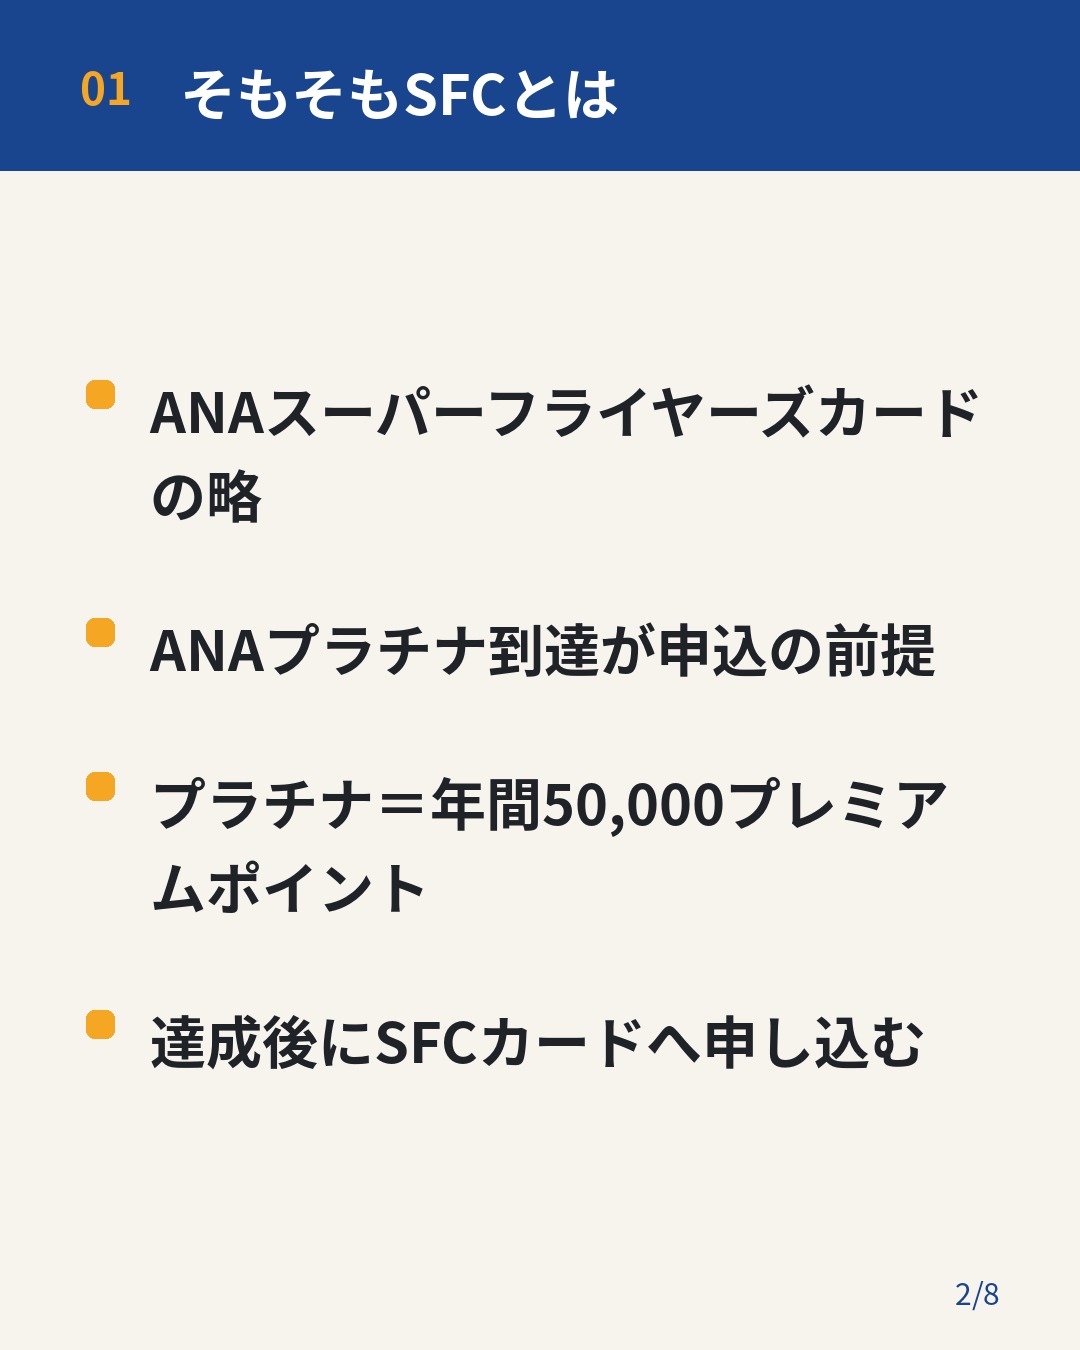 01 そもそもSFCとは
ANAスーパーフライヤーズカード
の略
ANAプラチナ到達が申込の前提
プラチナ＝年間50,000プレミア
ムポイント
達成後にSFCカードへ申し込む
2/8